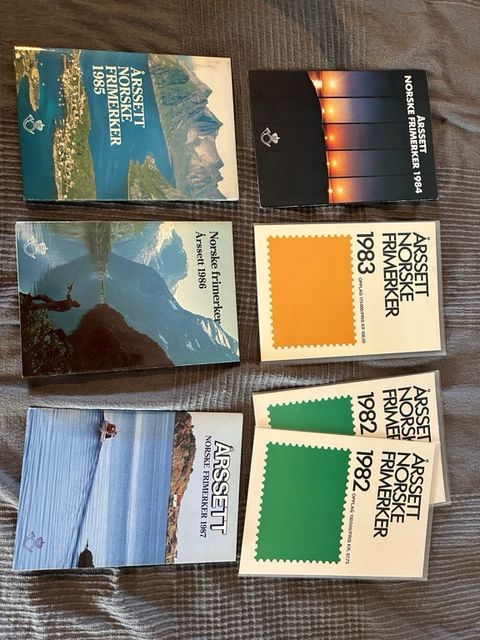 ÅRSSETT
NORSKE
FRIMERKER
1985
ÅRSSETT
NORSKE FRIMERKER 1984
Norske frimerker
Årssett 1986
ÅRSSETT
NORSKE
FRIMERKER
1983
ÅRSSETT
NORSKE FRIMERKER 1987
ÅRSSETT
NORSKE
FRIMERKER
1982
ÅRSSETT
NORSKE
FRIMERKER
1982